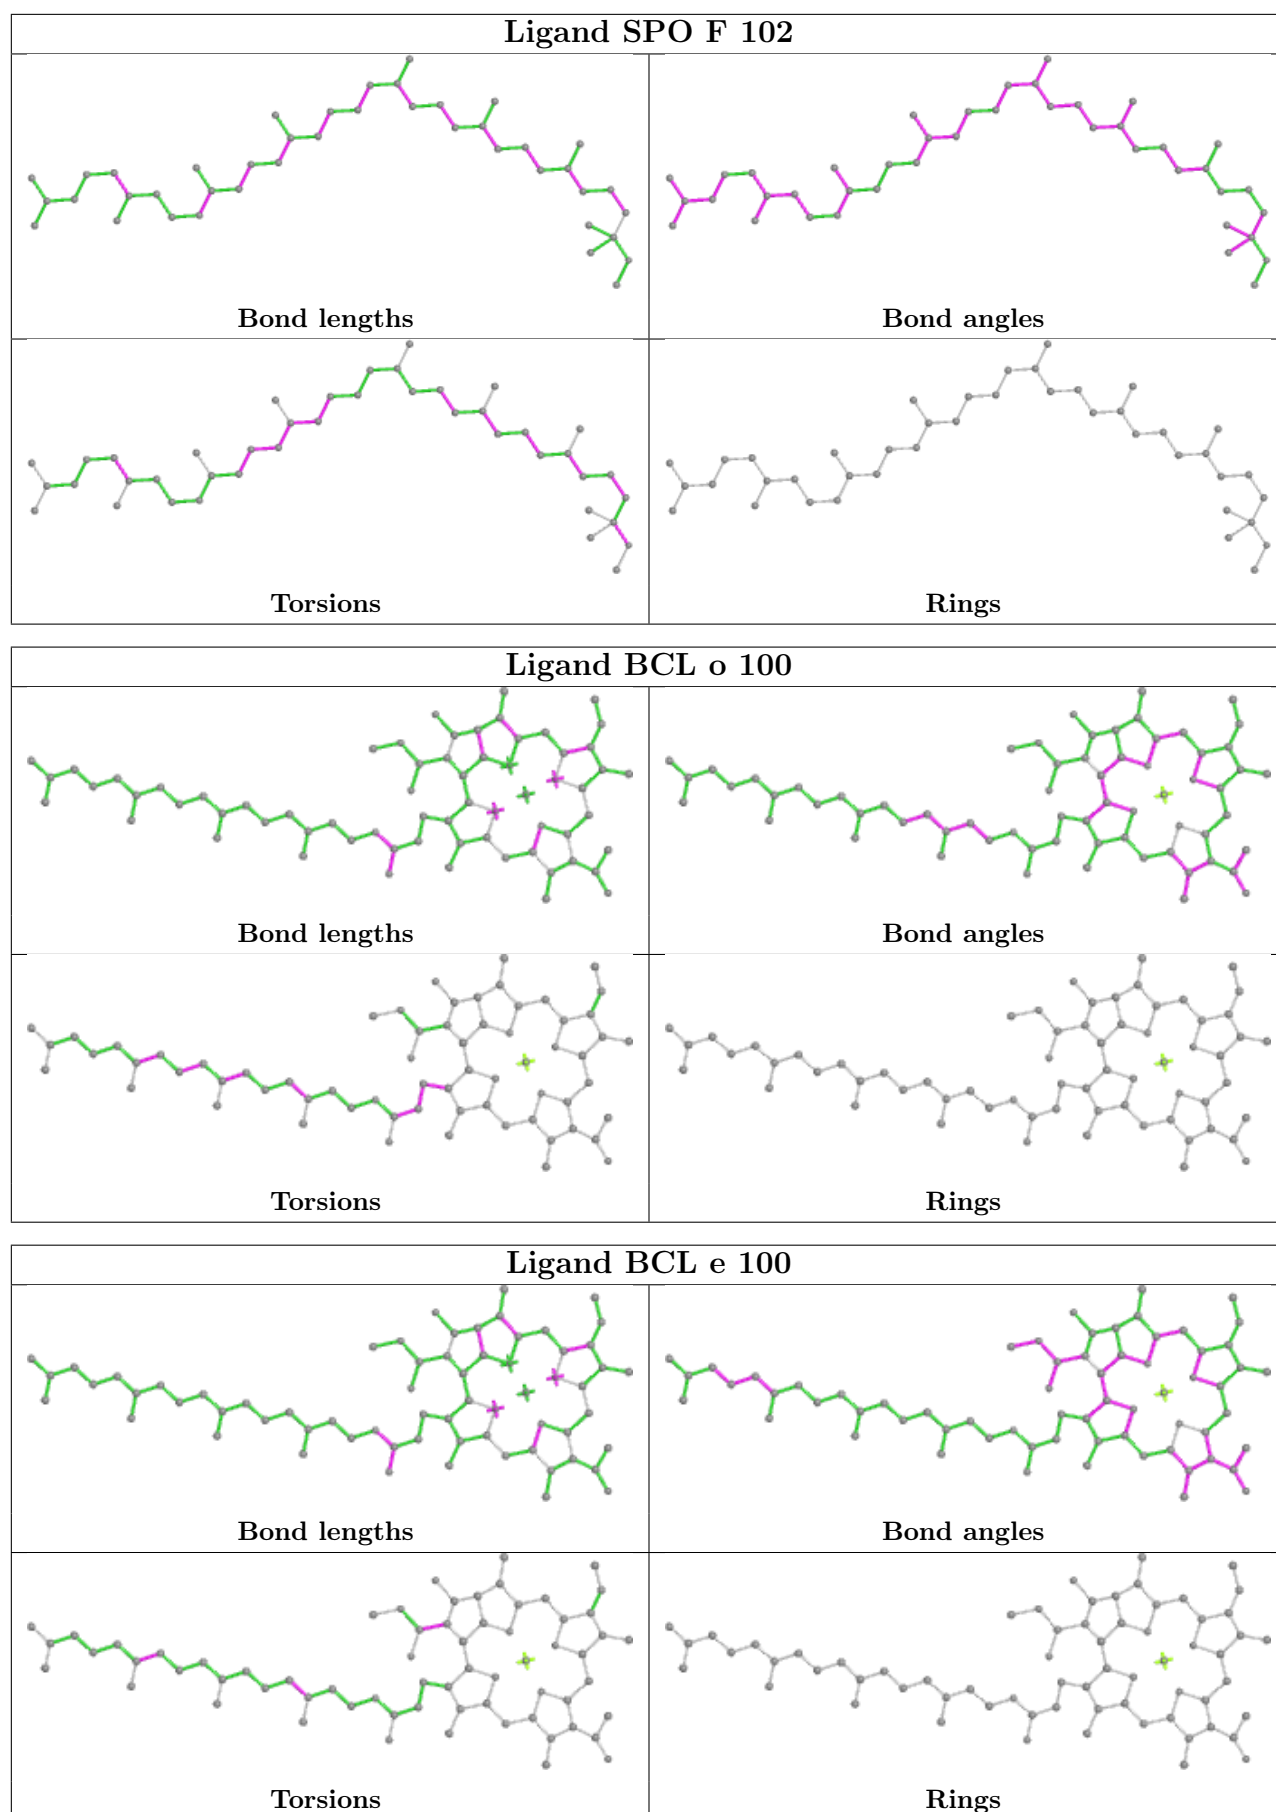 Ligand SPO F 102
Bond lengths
Bond angles
Torsions
Rings
Ligand BCL o 100
Bond lengths
Bond angles
Torsions
Rings
Ligand BCL e 100
Bond lengths
Bond angles
Torsions
Rings